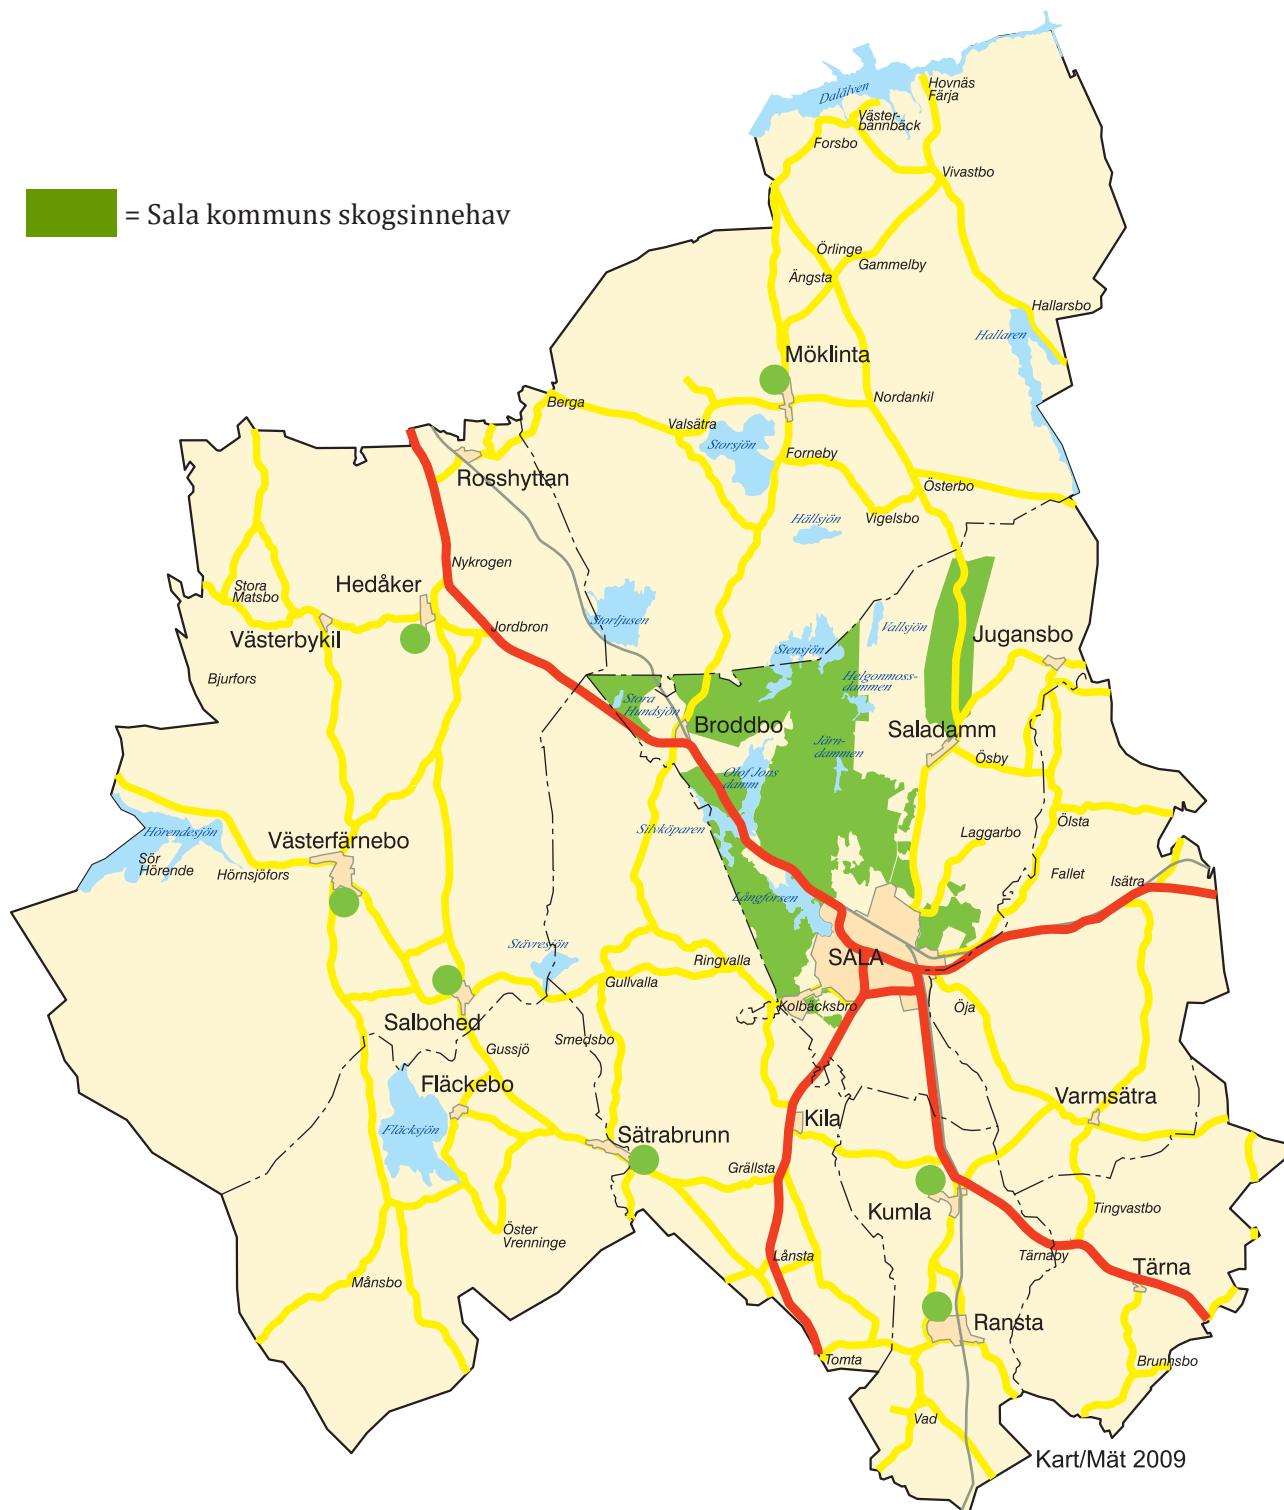 Hovnäs
Färja
Dalälven
Väster-
bännbäck
Forsbo
Vivastbo
= Sala kommuns skogsinnehav
Örlinge
Gammelby
Ängsta
Hallarsbo
Hallaren
Möklinta
Nordankil
Berga
Valsätra
Storsjön
Forneby
Rosshyttan
Österbo
Vigelsbo
Hällsjön
Nykrogen
Hedåker
Stora
Matsbo
Storljusen
Jordbron
Vallsjön
Västerbykil
Jugansbo
Stensjön
Bjurfors
Helgonmoss-
dammen
Stora
Hundsjön
Broddbo
Saladamm
Järn-
dammen
Ösby
Olof Jons
damm
Silvköparen
Hörendesjön
Västerfärnebo
Laggarbo
Ölsta
Sör
Hörende
Hörnsjöfors
Fallet
Isätra
Långforsen
Stävresjön
Ringvalla
SALA
Gullvalla
Kolbäcksbro
Öja
Salbohed
Smedsbo
Gussjö
Fläckebo
Varmsätra
Kila
Fläcksjön
Sätrabrunn
Grällsta
Kumla
Tingvastbo
Öster
Vrenninge
Lånsta
Tärnaby
Tärna
Månsbo
Ransta
Tomta
Brunnsbo
Vad
Kart/Mät 2009